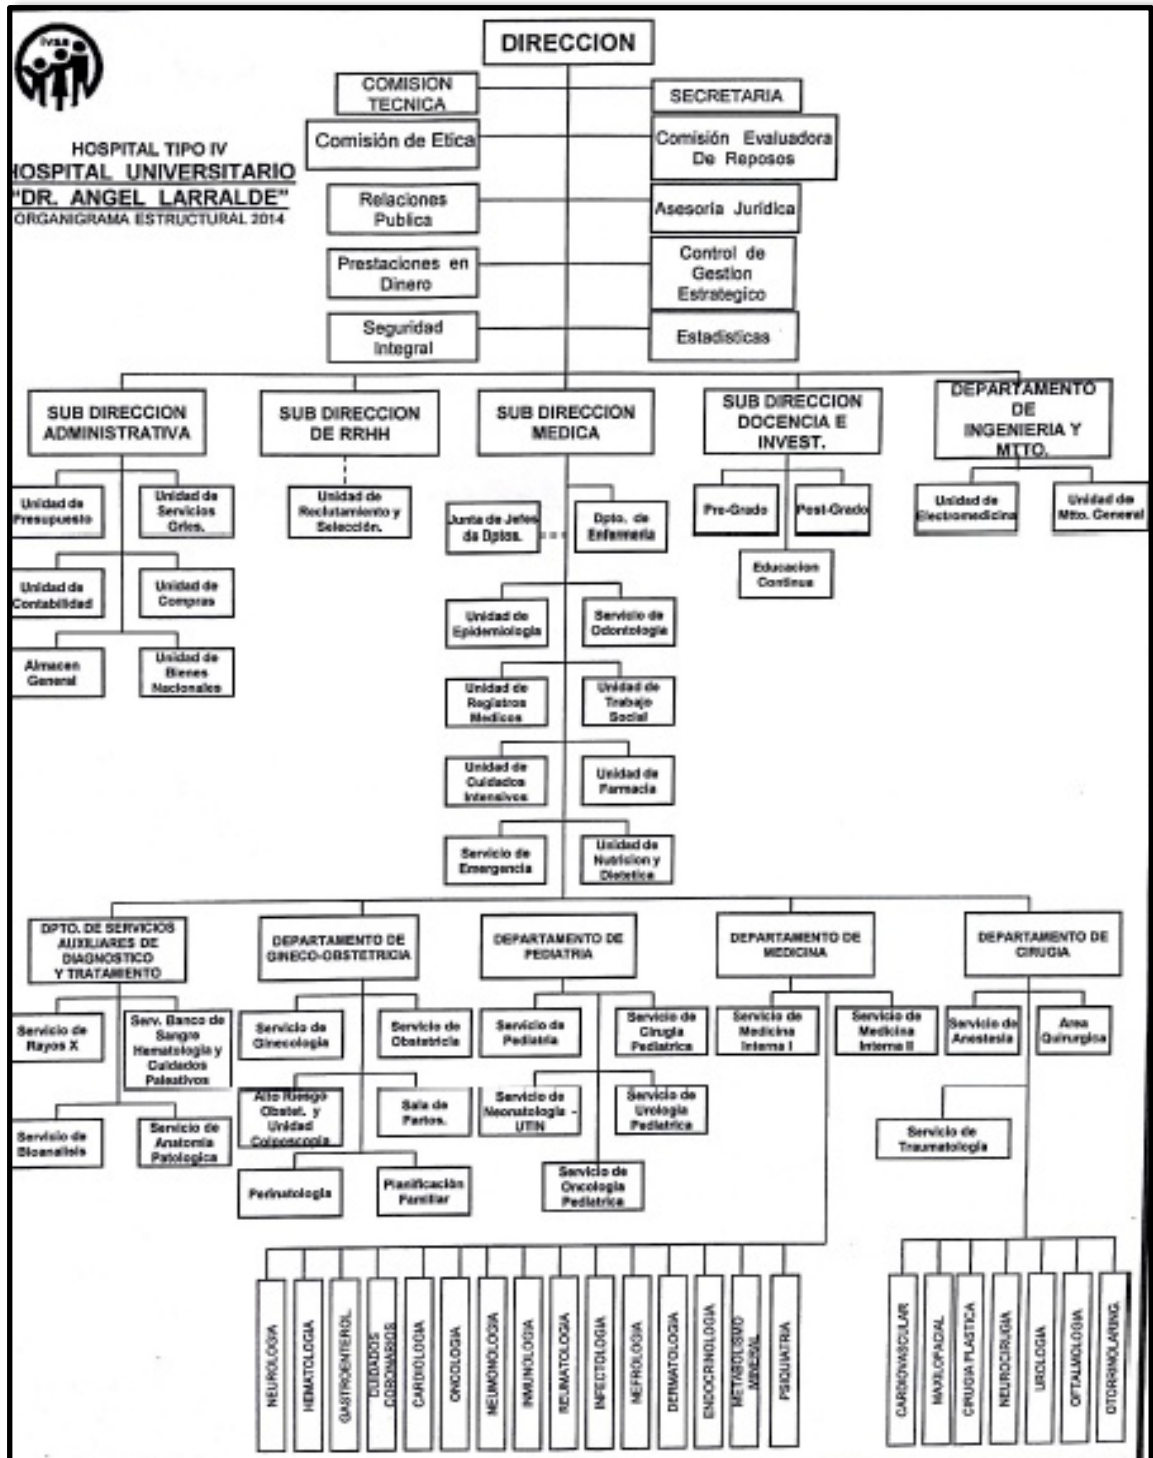 ivss
HOSPITAL TIPO IV
HOSPITAL UNIVERSITARIO
"DR. ANGEL LARRALDE"
ORGANIGRAMA ESTRUCTURAL 2014
DIRECCION
COMISION
TECNICA
SECRETARIA
Comisión de Etica
Comisión Evaluadora
De Reposos
Relaciones
Publica
Asesoría Juridica
Prestaciones en
Dinero
Control de
Gestion
Estrategico
Seguridad
Integral
Estadisticas
SUB DIRECCION
ADMINISTRATIVA
SUB DIRECCION
DE RRHH
SUB DIRECCION
MEDICA
SUB DIRECCION
DOCENCIA E
INVEST.
DEPARTAMENTO
DE
INGENIERIA Y
MTTO.
Unidad de
Presupuesto
Unidad de
Servicios
Grles.
Unidad de
Reclutamiento y
Selección.
Junta de Jefes
de Dptos.
Dpto. de
Enfermeria
Pre-Grado
Post-Grado
Unidad de
Electromedicina
Unidad de
Mtto. General
Unidad de
Contabilidad
Unidad de
Compras
Educacion
Continua
Almacen
General
Unidad de
Bienes
Nacionales
Unidad de
Epidemiologia
Servicio de
Odontologia
Unidad de
Registros
Medicos
Unidad de
Trabajo
Social
Unidad de
Cuidados
Intensivos
Unidad de
Farmacia
Servicio de
Emergencia
Unidad de
Nutricion y
Dietetica
DPTO. DE SERVICIOS
AUXILIARES DE
DIAGNOSTICO
Y TRATAMIENTO
DEPARTAMENTO DE
GINECO-OBSTETRICIA
DEPARTAMENTO DE
PEDIATRIA
DEPARTAMENTO DE
MEDICINA
DEPARTAMENTO DE
CIRUGIA
Servicio de
Rayos X
Serv. Banco de
Sangre
Hematologia y
Cuidados
Paleativos
Servicio de
Ginecologia
Servicio de
Obstetricia
Servicio de
Pediatria
Servicio de
Cirugia
Pediatrica
Servicio de
Medicina
Interna I
Servicio de
Medicina
Interna II
Servicio de
Anestesia
Area
Quirurgica
Servicio de
Bioanalisis
Servicio de
Anatomia
Patologica
Alto Riesgo
Obstet. y
Unidad
Colposcopia
Sala de
Partos.
Servicio de
Neonatologia -
UTIN
Servicio de
Urologia
Pediatrica
Servicio de
Traumatologia
Perinatologia
Planificación
Familiar
Servicio de
Oncologia
Pediatrica
NEUROLOGIA
HEMATOLOGIA
GASTROENTEROL.
CUIDADOS
CORONARIOS
CARDIOLOGIA
ONCOLOGIA
NEUMONOLOGIA
INMUNOLOGIA
REUMATOLOGIA
INFECTOLOGIA
NEFROLOGIA
DERMATOLOGIA
ENDOCRINOLOGIA
METABOLISMO
MINERAL
PSIQUIATRIA
CARDIOVASCULAR
MAXILOFACIAL
CIRUGIA PLASTICA
NEUROCIRUGIA
UROLOGIA
OFTALMOLOGIA
OTORRINOLARING.